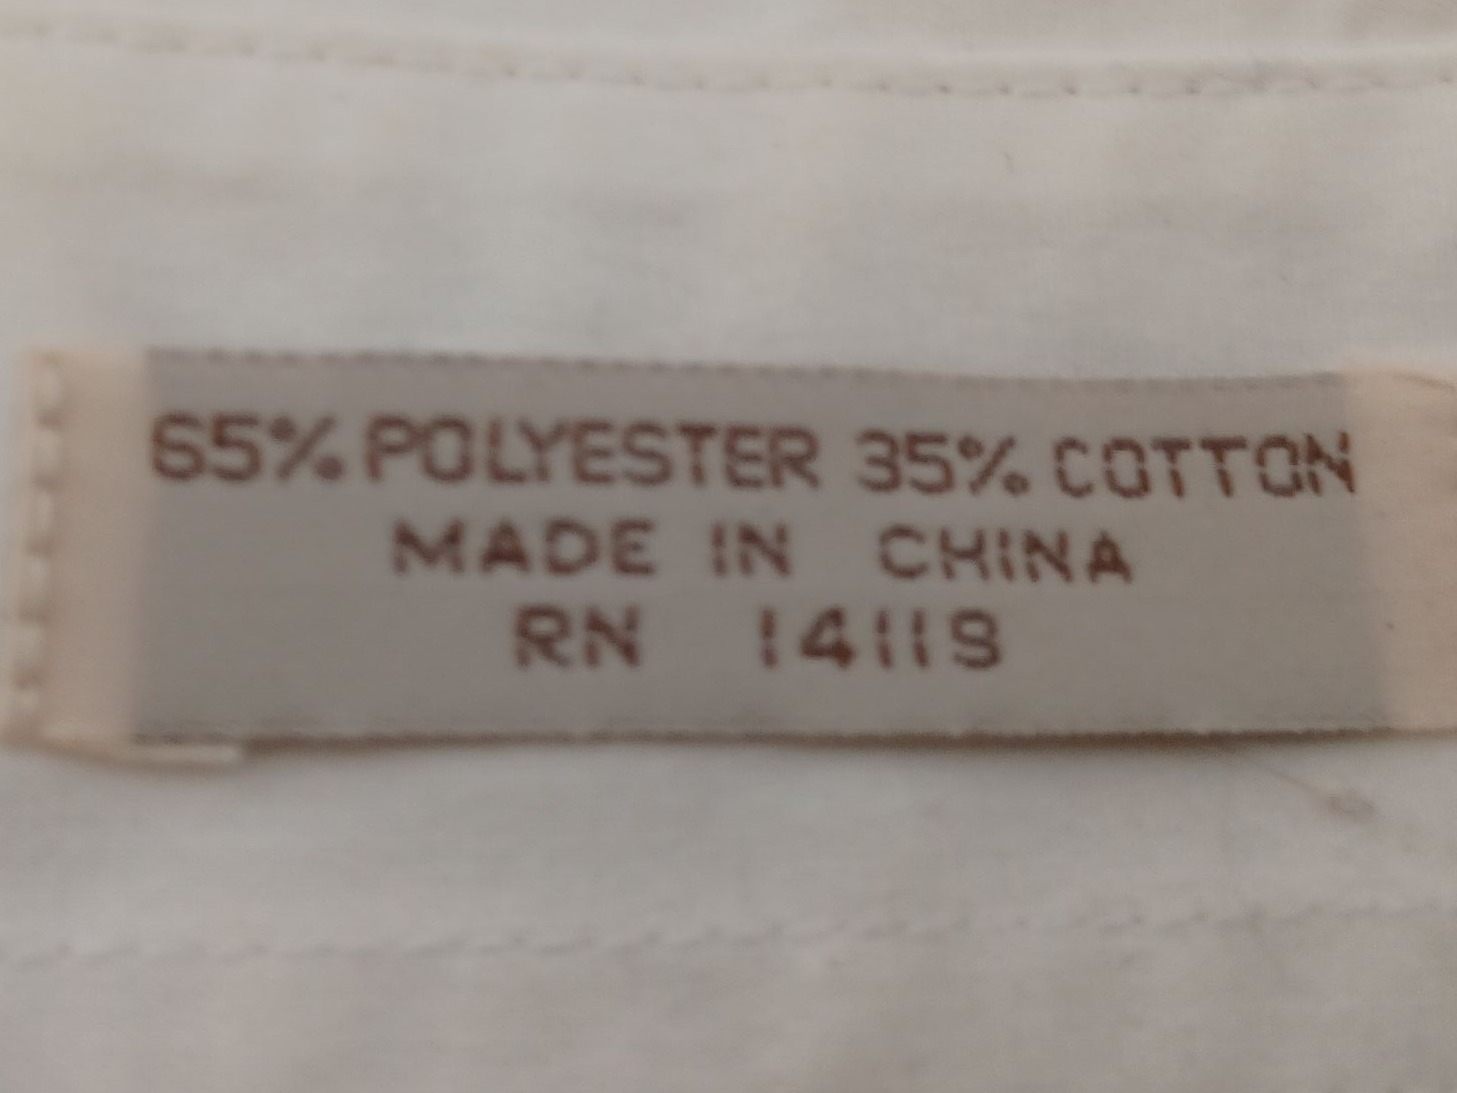 65% POLYESTER 35% COTTON
MADE IN CHINA
RN 14119